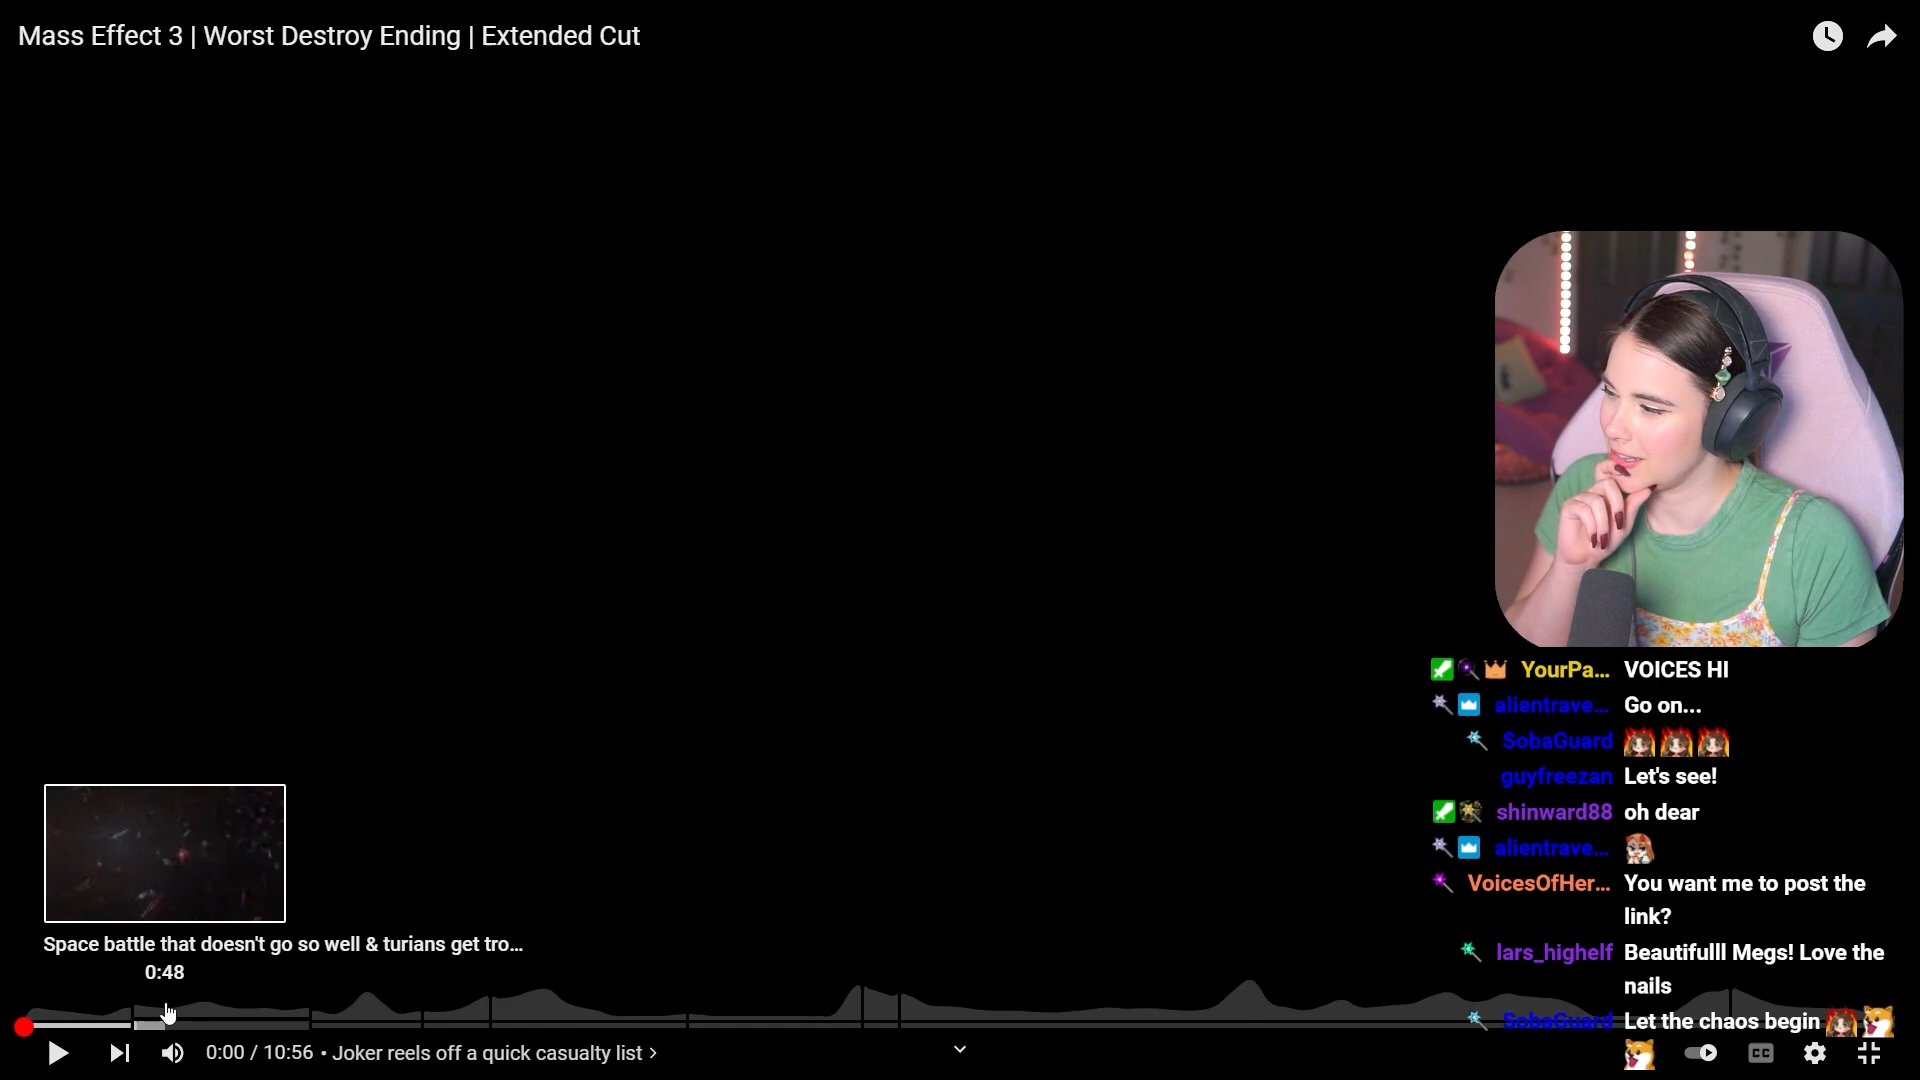 Mass Effect 3 | Worst Destroy Ending | Extended Cut
YourPa... VOICES HI
alientrave... Go on...
SobaGuard
guyfreezan Let's see!
shinward88 oh dear
alientrave...
VoicesOfHer... You want me to post the
link?
lars_highelf Beautifulll Megs! Love the
nails
SobaGuard Let the chaos begin
Space battle that doesn't go so well & turians get tro...
0:48
0:00 / 10:56 • Joker reels off a quick casualty list
CC